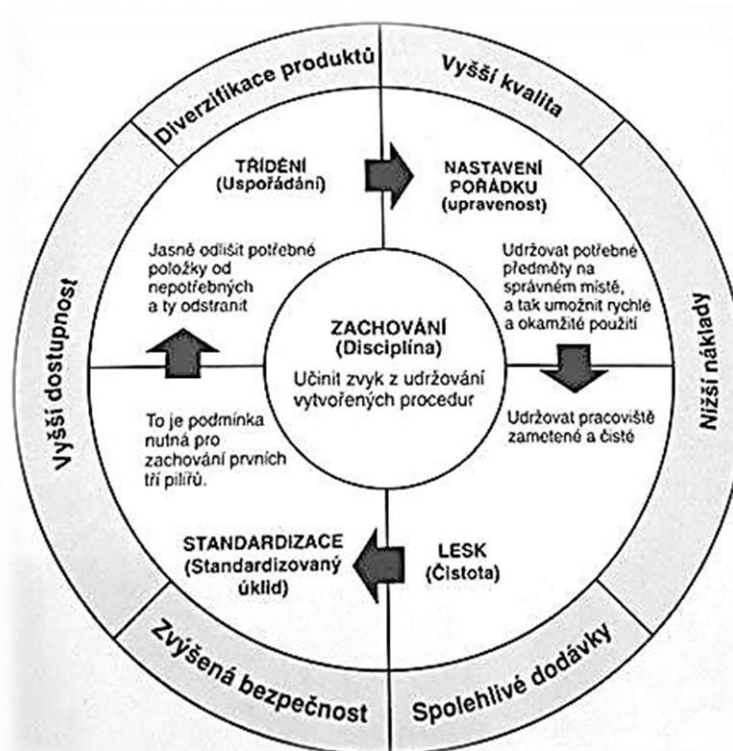 Diverzifikace produktů
Vyšší kvalita
Nižší náklady
Spolehlivé dodávky
Zvýšená bezpečnost
Vyšší dostupnost
TŘÍDĚNÍ
(Uspořádání)
Jasně odlišit potřebné
položky od
nepotřebných
a ty odstranit
NASTAVENÍ
POŘÁDKU
(upravenost)
Udržovat potřebné
předměty na
správném místě,
a tak umožnit rychlé
a okamžité použití
ZACHOVÁNÍ
(Disciplína)
Učinit zvyk z udržování
vytvořených procedur
Udržovat pracoviště
zametené a čisté
LESK
(Čistota)
To je podmínka
nutná pro
zachování prvních
tří pilířů.
STANDARDIZACE
(Standardizovaný
úklid)